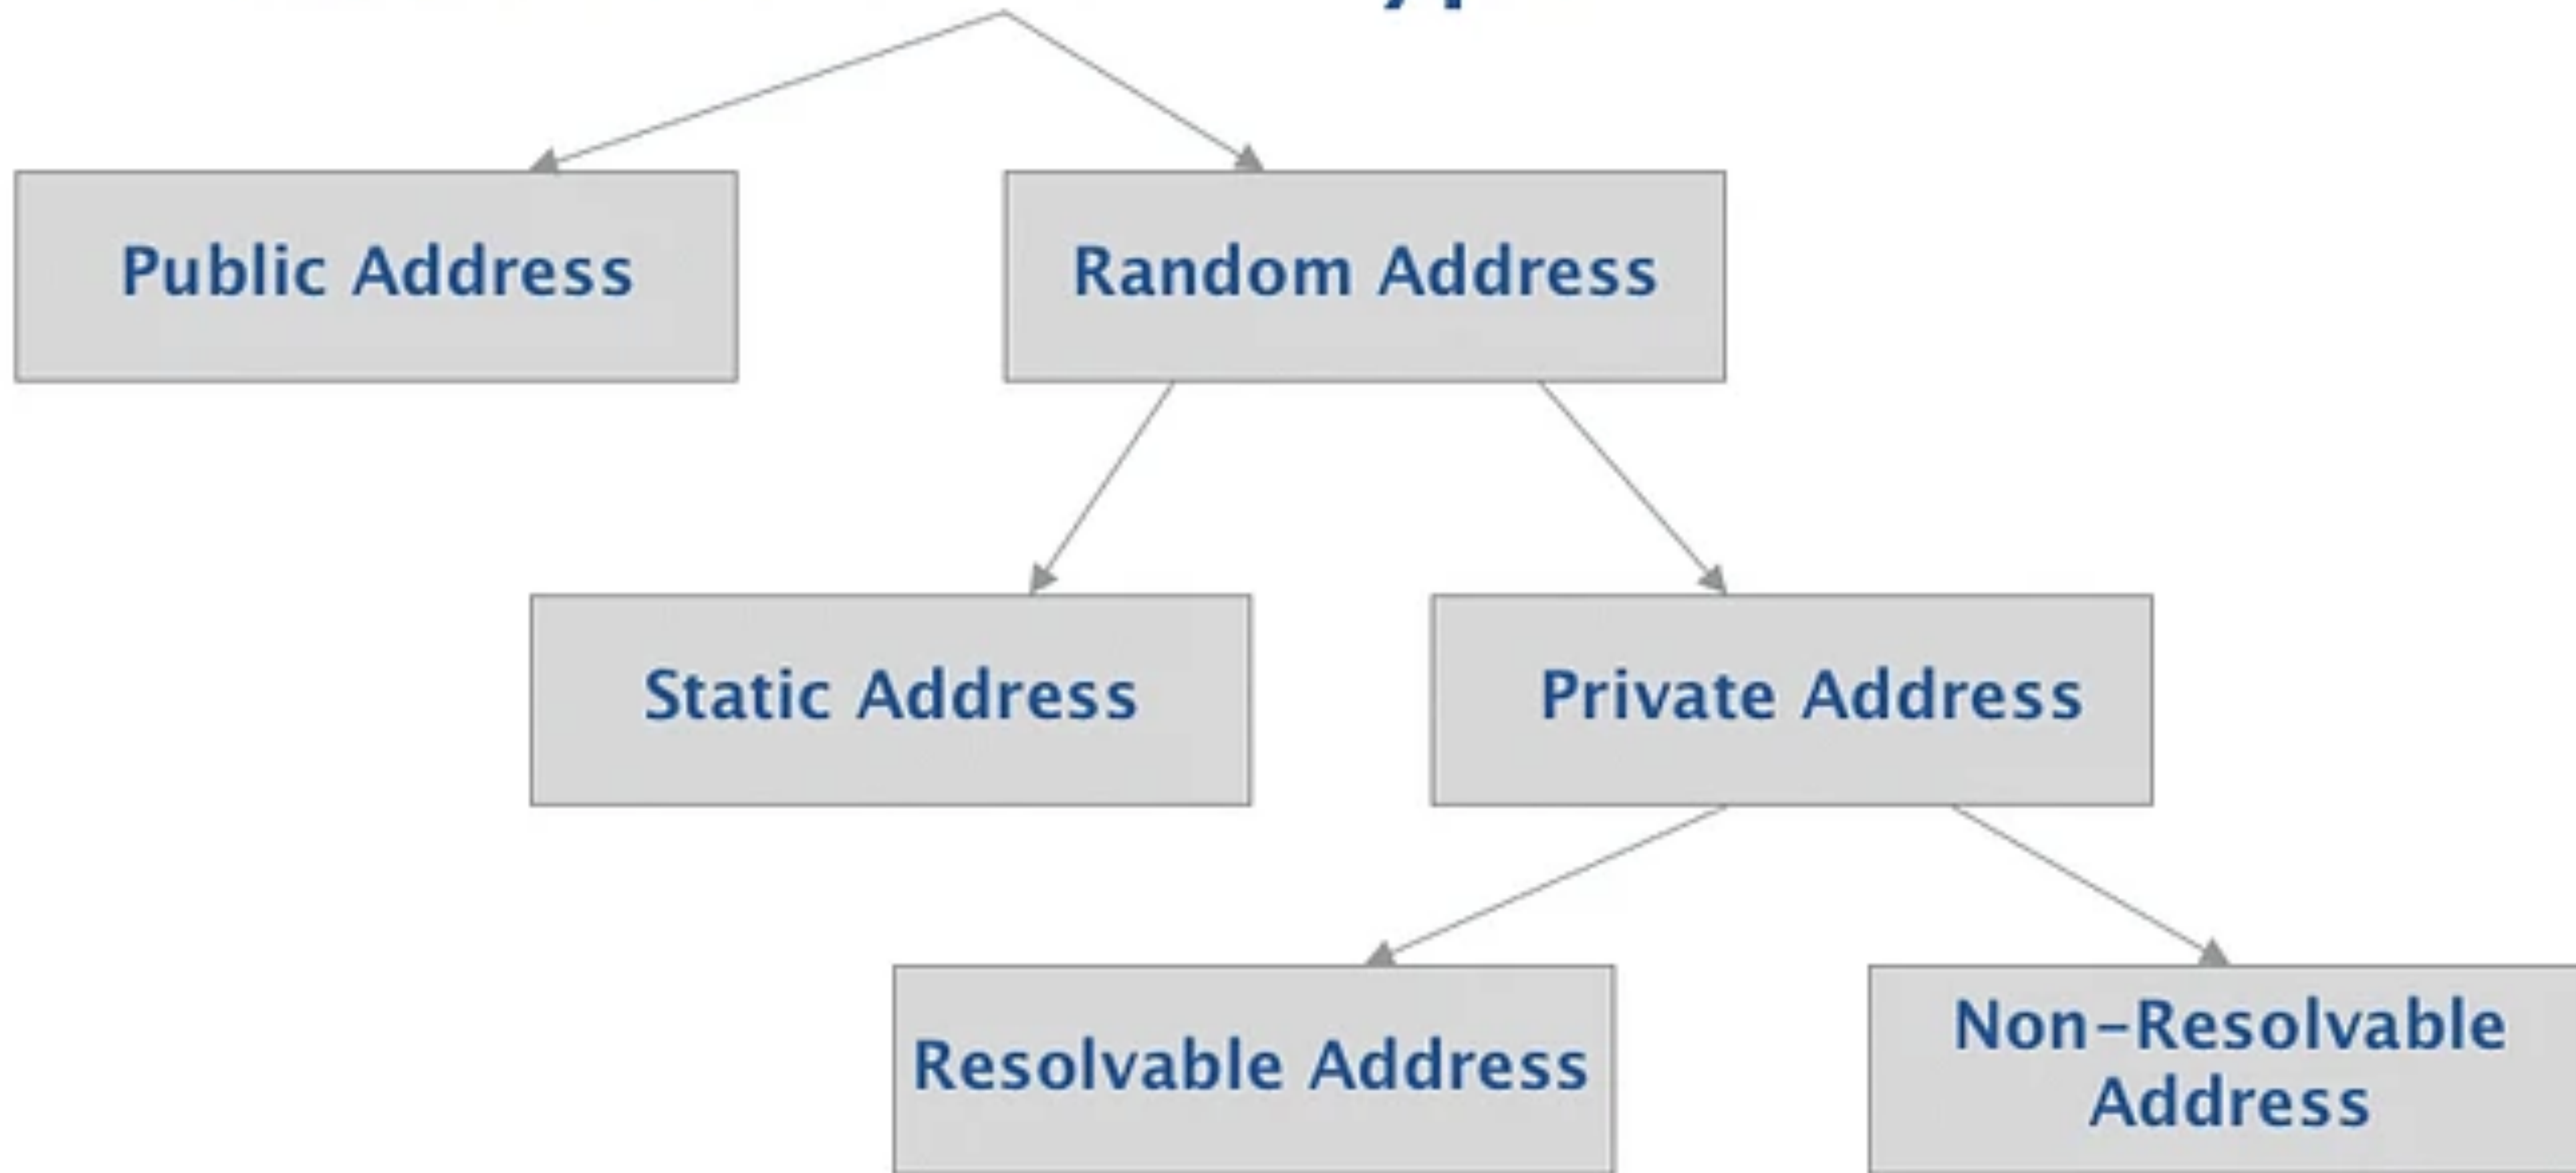 Public Address
Random Address
Static Address
Private Address
Resolvable Address
Non-Resolvable
Address